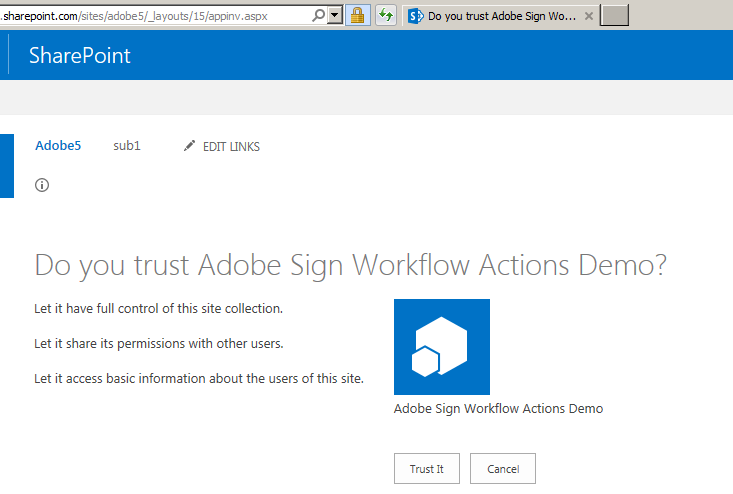 .sharepoint.com/sites/adobe5/_layouts/15/appinv.aspx
Do you trust Adobe Sign Wo...
SharePoint
Adobe5 sub1 EDIT LINKS
Do you trust Adobe Sign Workflow Actions Demo?
Let it have full control of this site collection.
Let it share its permissions with other users.
Let it access basic information about the users of this site.
Adobe Sign Workflow Actions Demo
Trust It Cancel